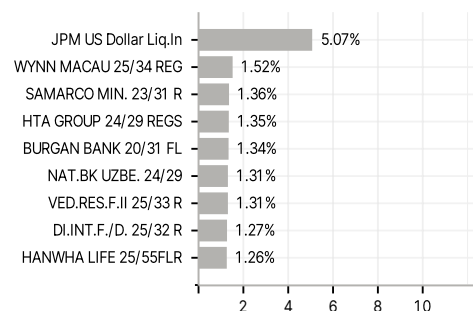 JPM US Dollar Liq.In 5.07%
WYNN MACAU 25/34 REG 1.52%
SAMARCO MIN. 23/31 R 1.36%
HTA GROUP 24/29 REGS 1.35%
BURGAN BANK 20/31 FL 1.34%
NAT.BK UZBE. 24/29 1.31%
VED.RES.F.II 25/33 R 1.31%
DI.INT.F./D. 25/32 R 1.27%
HANWHA LIFE 25/55FLR 1.26%
2 4 6 8 10